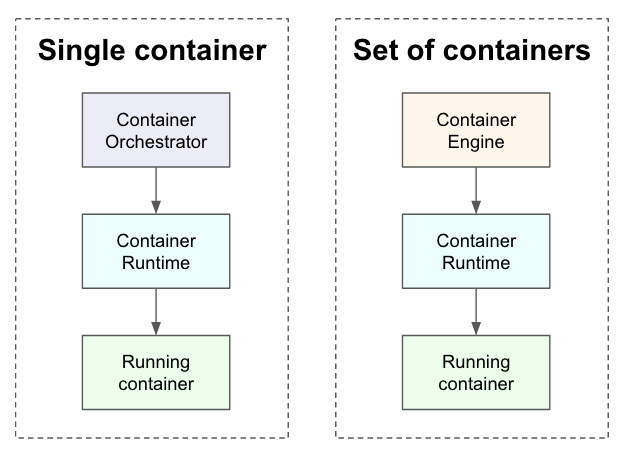 Single container
Container
Orchestrator
Container
Runtime
Running
container
Set of containers
Container
Engine
Container
Runtime
Running
container